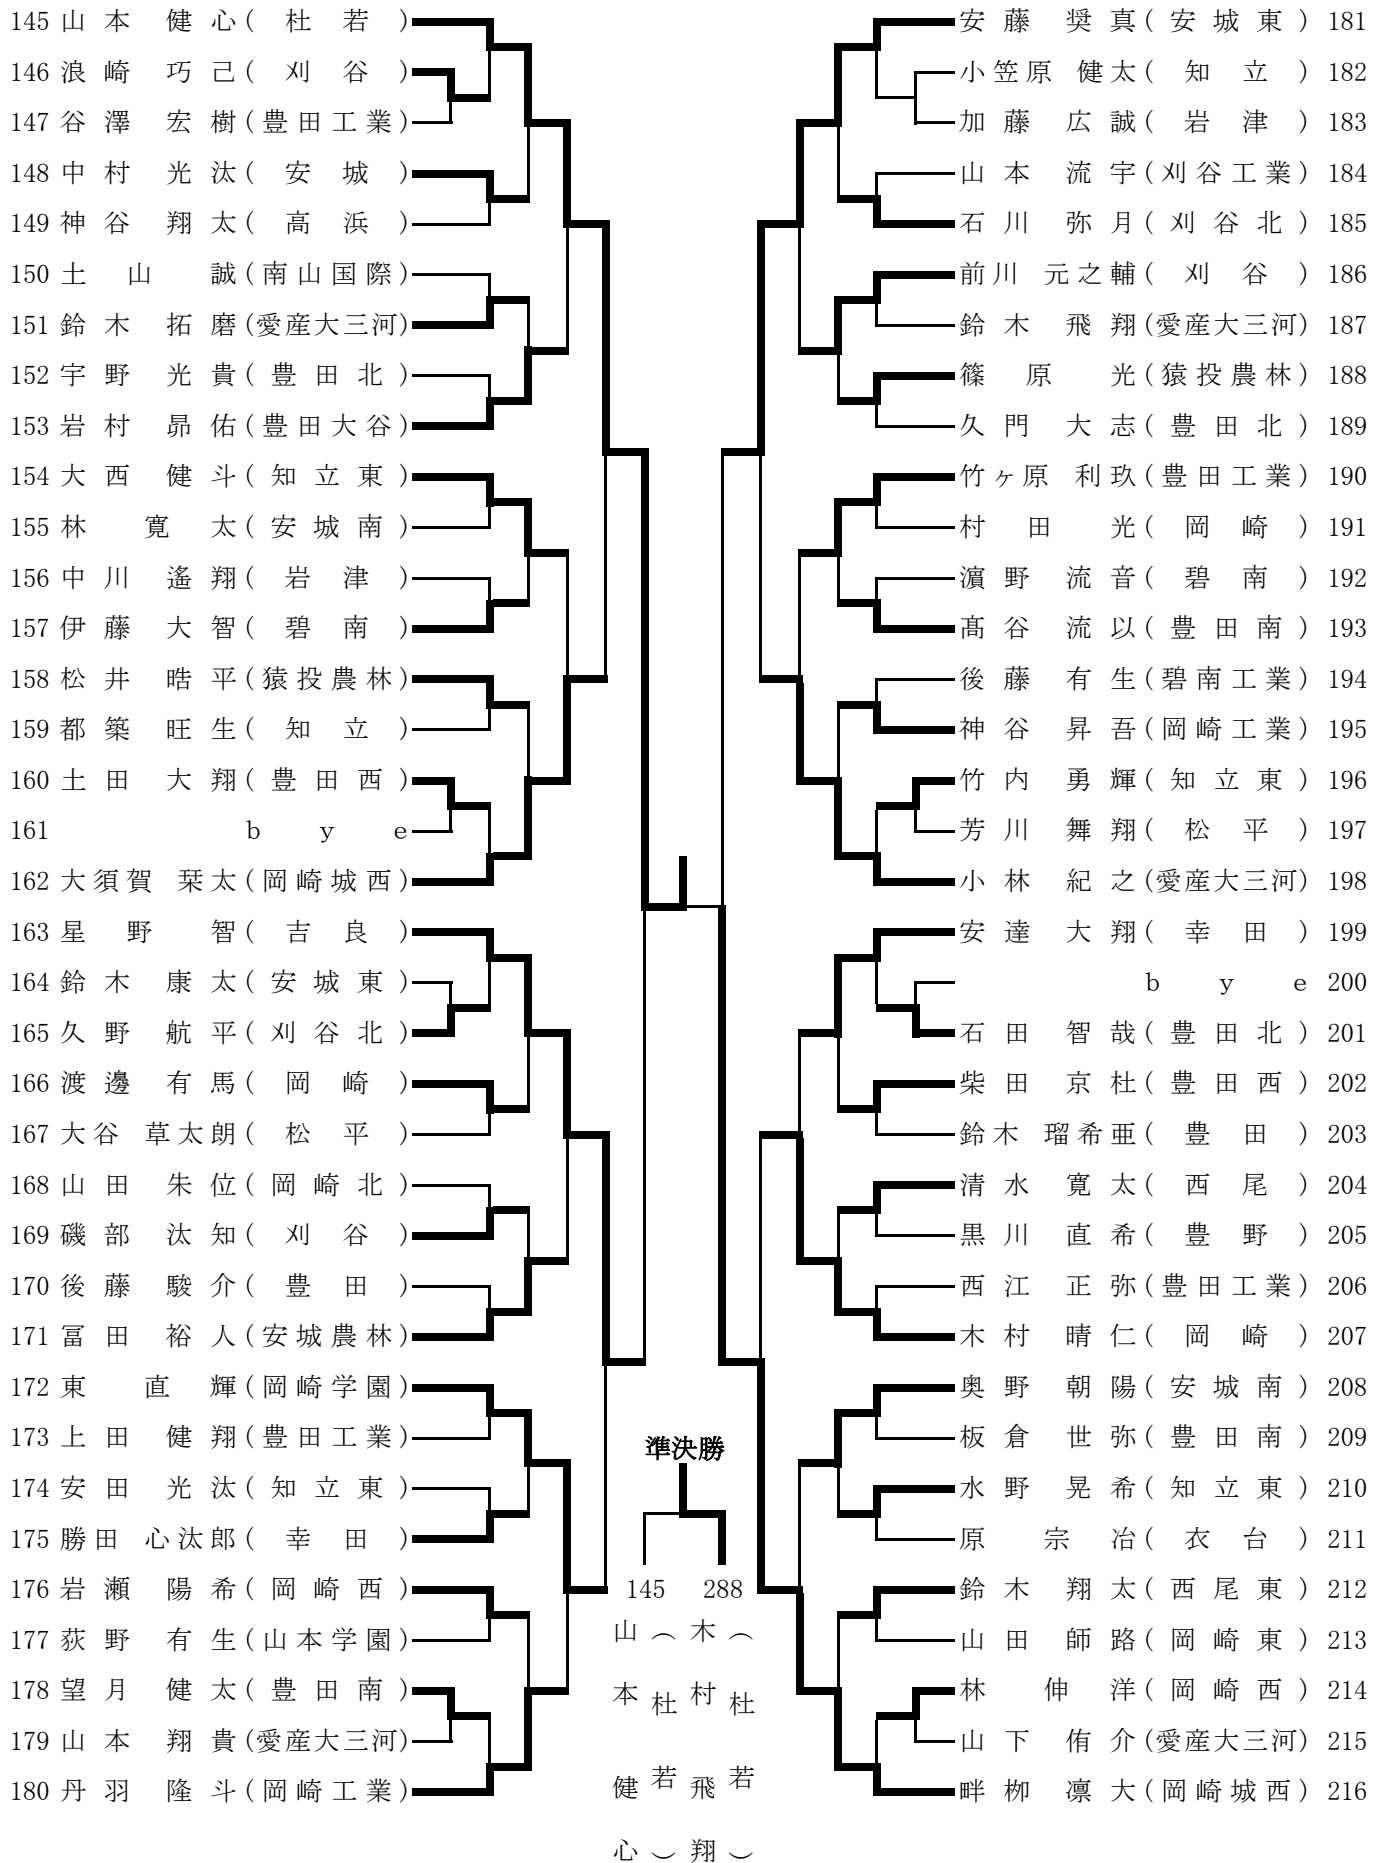 145 山本 健心(杜若)
146 浪崎 巧己(刈谷)
147 谷澤 宏樹(豊田工業)
148 中村 光汰(安城)
149 神谷 翔太(高浜)
150 土山 誠(南山国際)
151 鈴木 拓磨(愛産大三河)
152 宇野 光貴(豊田北)
153 岩村 昴佑(豊田大谷)
154 大西 健斗(知立東)
155 林 寛太(安城南)
156 中川 遙翔(岩津)
157 伊藤 大智(碧南)
158 松井 晧平(猿投農林)
159 都築 旺生(知立)
160 土田 大翔(豊田西)
161 bye
162 大須賀 栞太(岡崎城西)
163 星野 智(吉良)
164 鈴木 康太(安城東)
165 久野 航平(刈谷北)
166 渡邊 有馬(岡崎)
167 大谷 草太朗(松平)
168 山田 朱位(岡崎北)
169 磯部 汰知(刈谷)
170 後藤 駿介(豊田)
171 冨田 裕人(安城農林)
172 東 直輝(岡崎学園)
173 上田 健翔(豊田工業)
174 安田 光汰(知立東)
175 勝田 心汰郎(幸田)
176 岩瀬 陽希(岡崎西)
177 荻野 有生(山本学園)
178 望月 健太(豊田南)
179 山本 翔貴(愛産大三河)
180 丹羽 隆斗(岡崎工業)
準決勝
145 288
山本健心(杜若)
木村飛翔(杜若)
安藤 奨真(安城東) 181
小笠原 健太(知立) 182
加藤 広誠(岩津) 183
山本 流宇(刈谷工業) 184
石川 弥月(刈谷北) 185
前川 元之輔(刈谷) 186
鈴木 飛翔(愛産大三河) 187
篠原 光(猿投農林) 188
久門 大志(豊田北) 189
竹ヶ原 利玖(豊田工業) 190
村田 光(岡崎) 191
濵野 流音(碧南) 192
髙谷 流以(豊田南) 193
後藤 有生(碧南工業) 194
神谷 昇吾(岡崎工業) 195
竹内 勇輝(知立東) 196
芳川 舞翔(松平) 197
小林 紀之(愛産大三河) 198
安達 大翔(幸田) 199
bye 200
石田 智哉(豊田北) 201
柴田 京杜(豊田西) 202
鈴木 瑠希亜(豊田) 203
清水 寛太(西尾) 204
黒川 直希(豊野) 205
西江 正弥(豊田工業) 206
木村 晴仁(岡崎) 207
奥野 朝陽(安城南) 208
板倉 世弥(豊田南) 209
水野 晃希(知立東) 210
原 宗冶(衣台) 211
鈴木 翔太(西尾東) 212
山田 師路(岡崎東) 213
林 伸洋(岡崎西) 214
山下 侑介(愛産大三河) 215
畔栁 凛大(岡崎城西) 216